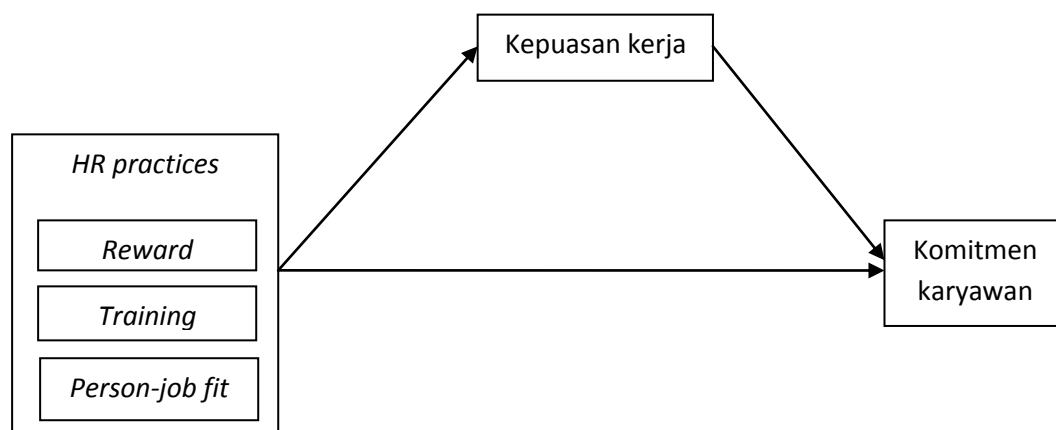 Kepuasan kerja
HR practices
Reward
Training
Person-job fit
Komitmen
karyawan